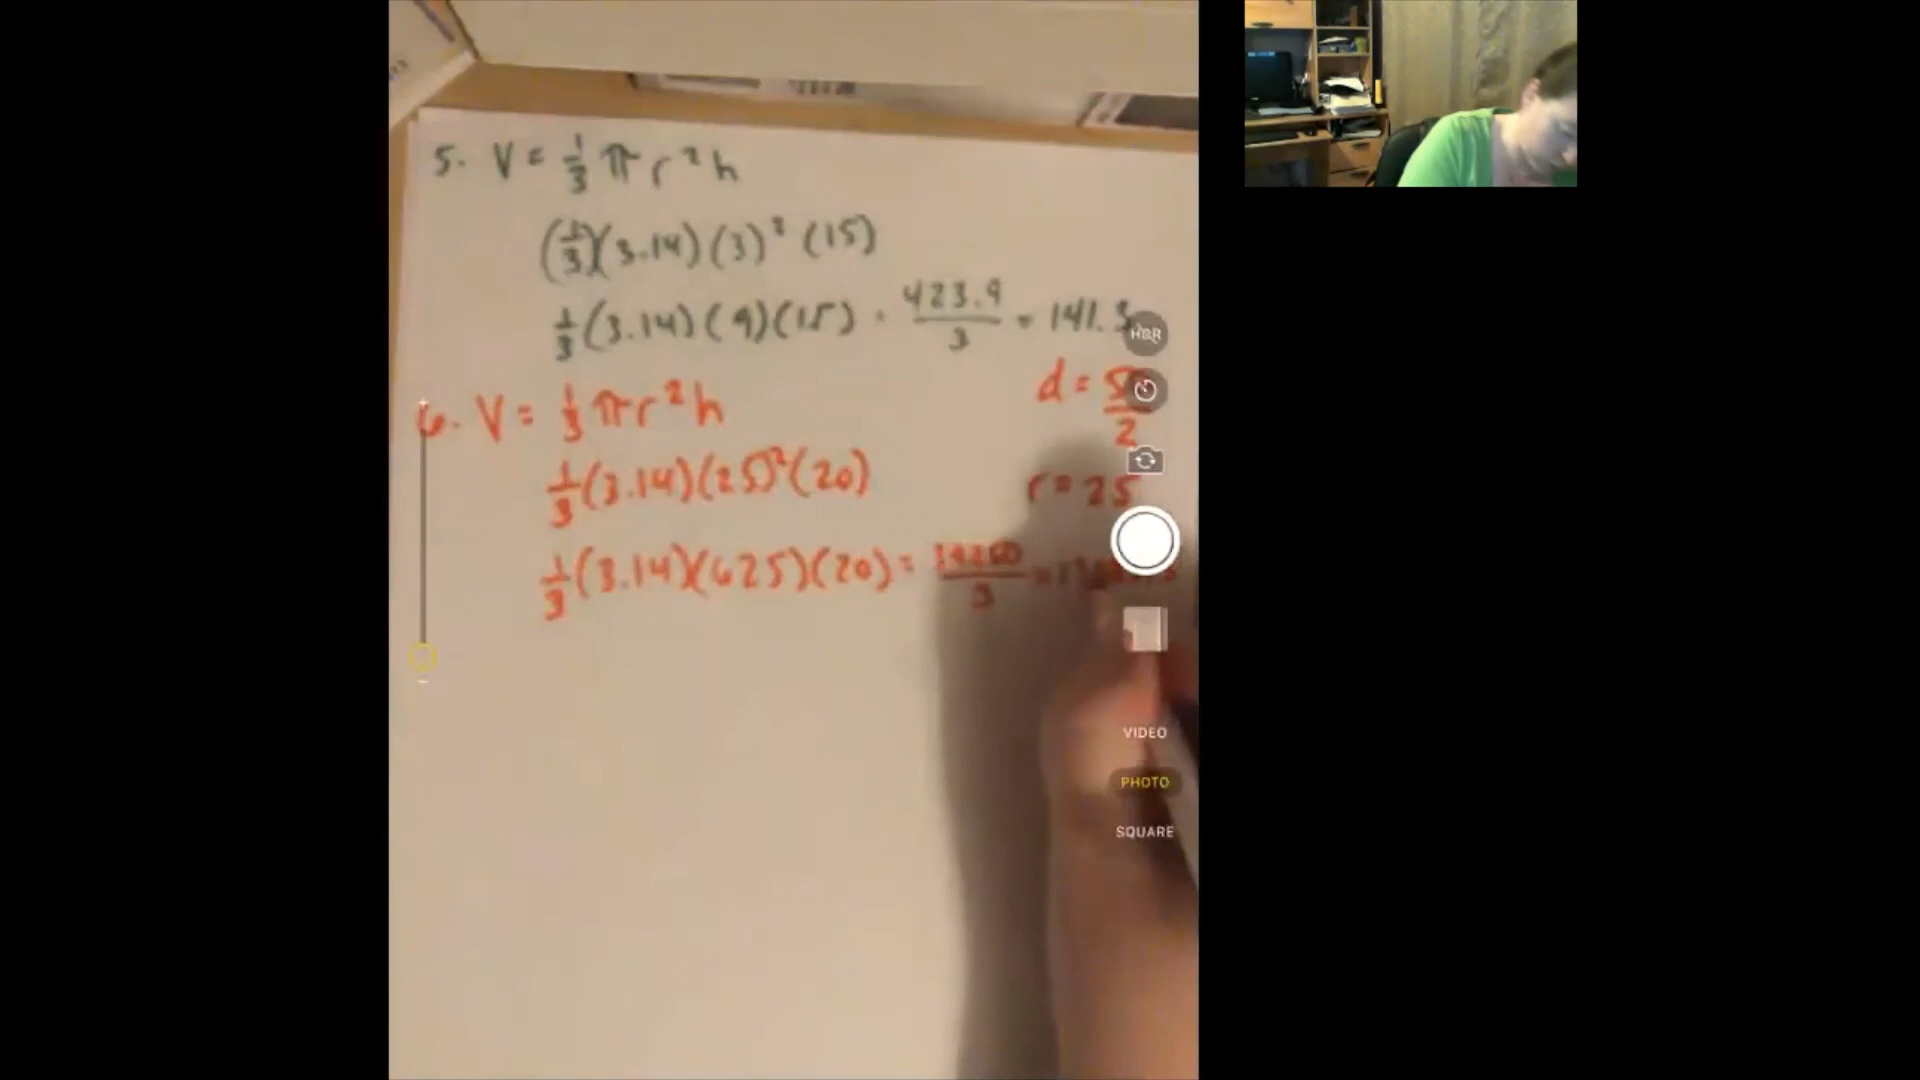 5. V = 1/3 π r² h
(1/3)(3.14)(3)² (15)
1/3 (3.14)(9)(15) = 423.9/3 = 141.3
6. V = 1/3 π r² h
d = /2
1/3 (3.14)(25)² (20)
r = 25
1/3 (3.14)(625)(20) = /3 =
HDR
VIDEO
PHOTO
SQUARE